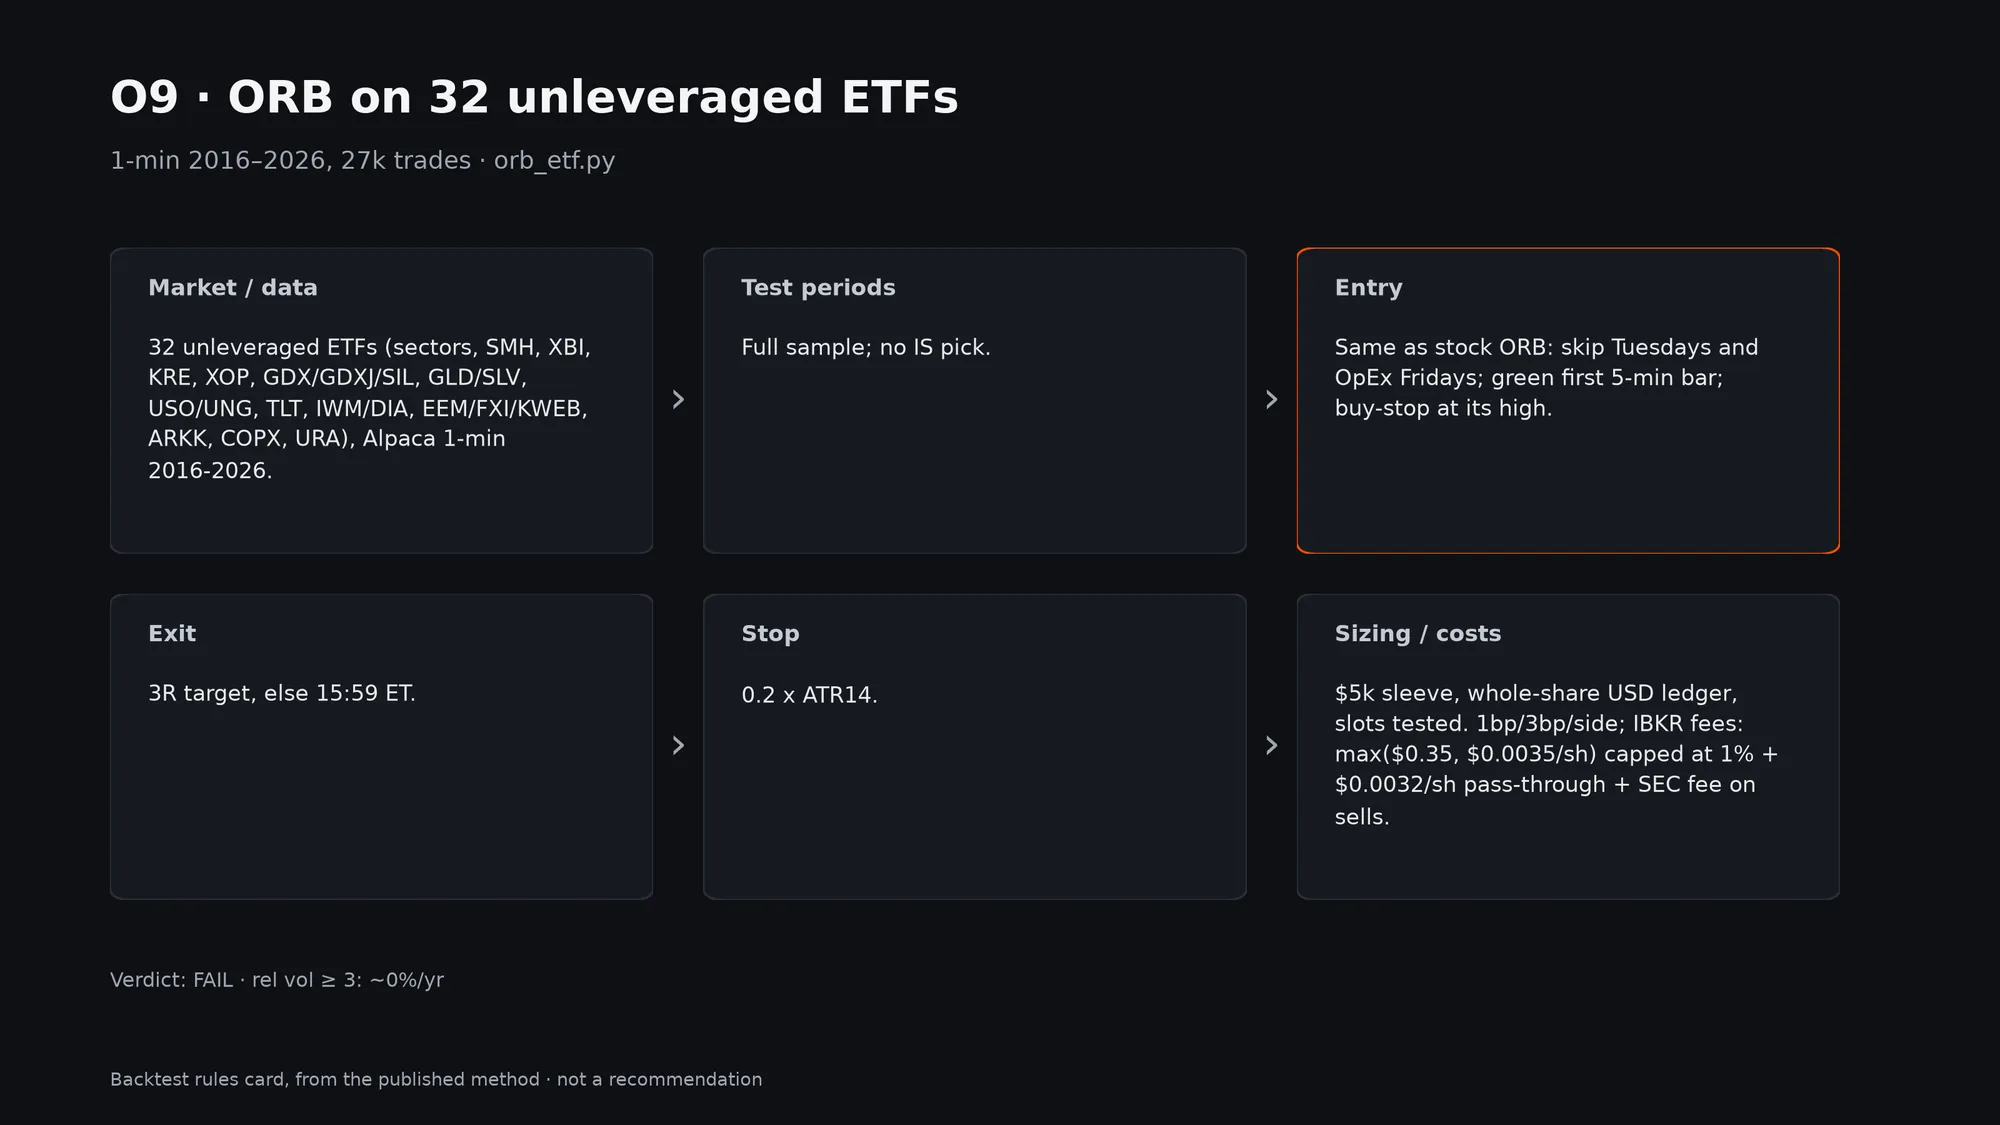 O9 · ORB on 32 unleveraged ETFs
1-min 2016–2026, 27k trades · orb_etf.py
Market / data
32 unleveraged ETFs (sectors, SMH, XBI,
KRE, XOP, GDX/GDXJ/SIL, GLD/SLV,
USO/UNG, TLT, IWM/DIA, EEM/FXI/KWEB,
ARKK, COPX, URA), Alpaca 1-min
2016-2026.
›
Test periods
Full sample; no IS pick.
›
Entry
Same as stock ORB: skip Tuesdays and
OpEx Fridays; green first 5-min bar;
buy-stop at its high.
Exit
3R target, else 15:59 ET.
›
Stop
0.2 x ATR14.
›
Sizing / costs
$5k sleeve, whole-share USD ledger,
slots tested. 1bp/3bp/side; IBKR fees:
max($0.35, $0.0035/sh) capped at 1% +
$0.0032/sh pass-through + SEC fee on
sells.
Verdict: FAIL · rel vol ≥ 3: ~0%/yr
Backtest rules card, from the published method · not a recommendation